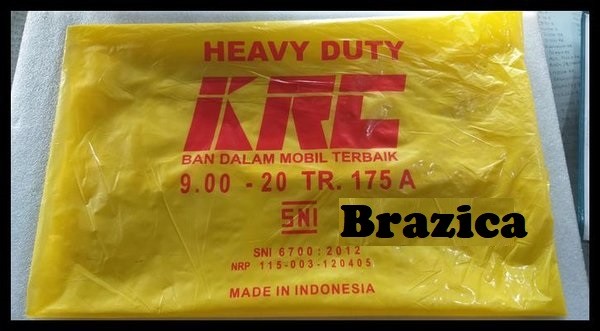 HEAVY DUTY
KRC
BAN DALAM MOBIL TERBAIK
9.00 - 20 TR. 175 A
SNI Brazica
SNI 6700 : 2012
NRP 115-003-120405
MADE IN INDONESIA